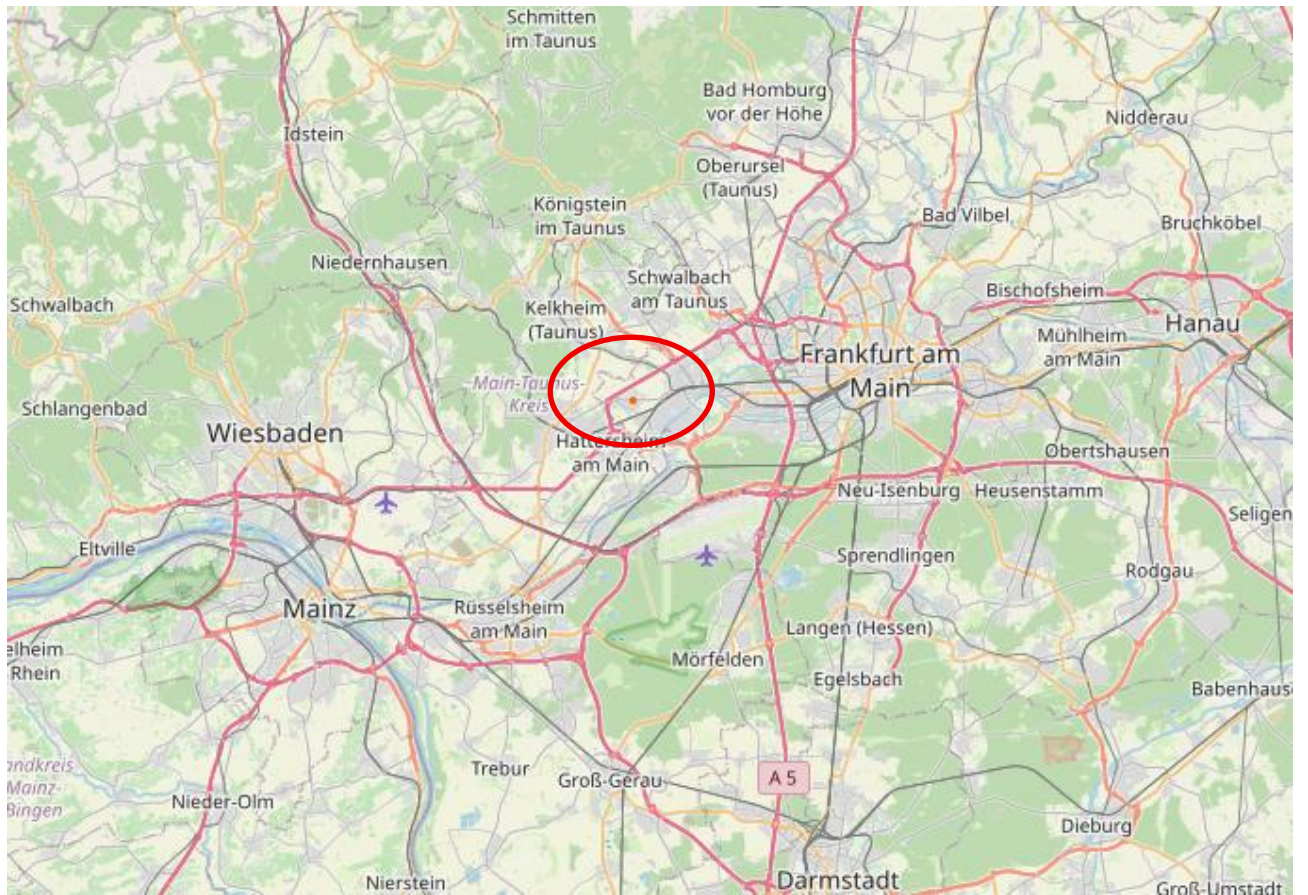 Schmitten
im Taunus
Bad Homburg
vor der Höhe
Nidderau
Idstein
Oberursel
(Taunus)
Königstein
im Taunus
Bad Vilbel
Bruchköbel
Niedernhausen
Schwalbach
am Taunus
Bischofsheim
Schwalbach
Kelkheim
(Taunus)
Hanau
Mühlheim
am Main
Frankfurt am
Main
Main-Taunus-
Kreis
Schlangenbad
Wiesbaden
Hattersheim
am Main
Obertshausen
Neu-Isenburg
Heusenstamm
Seligen
Eltville
Sprendlingen
Rodgau
Mainz
Rüsselsheim
am Main
Langen (Hessen)
elheim
Rhein
Mörfelden
Egelsbach
Babenhause
andkreis
Mainz-
Bingen
Trebur
Groß-Gerau
A 5
Nieder-Olm
Dieburg
Nierstein
Darmstadt
Groß-Umstadt